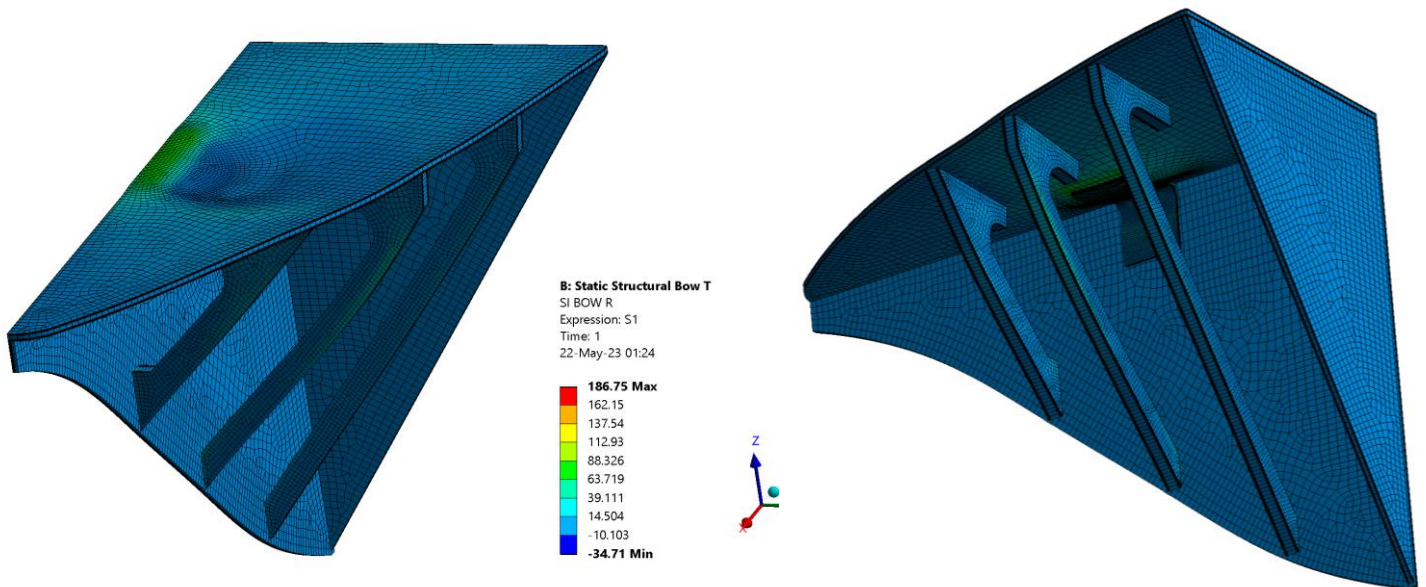 B: Static Structural Bow T
SI BOW R
Expression: S1
Time: 1
22-May-23 01:24
186.75 Max
162.15
137.54
112.93
88.326
63.719
39.111
14.504
-10.103
-34.71 Min
Z
X